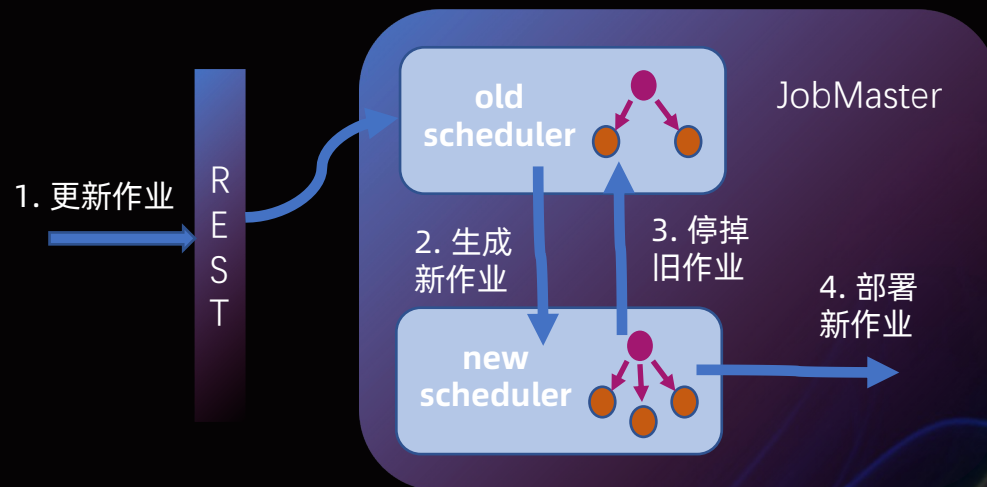 1. 更新作业
R
E
S
T
old
scheduler
JobMaster
2. 生成
新作业
3. 停掉
旧作业
4. 部署
新作业
new
scheduler